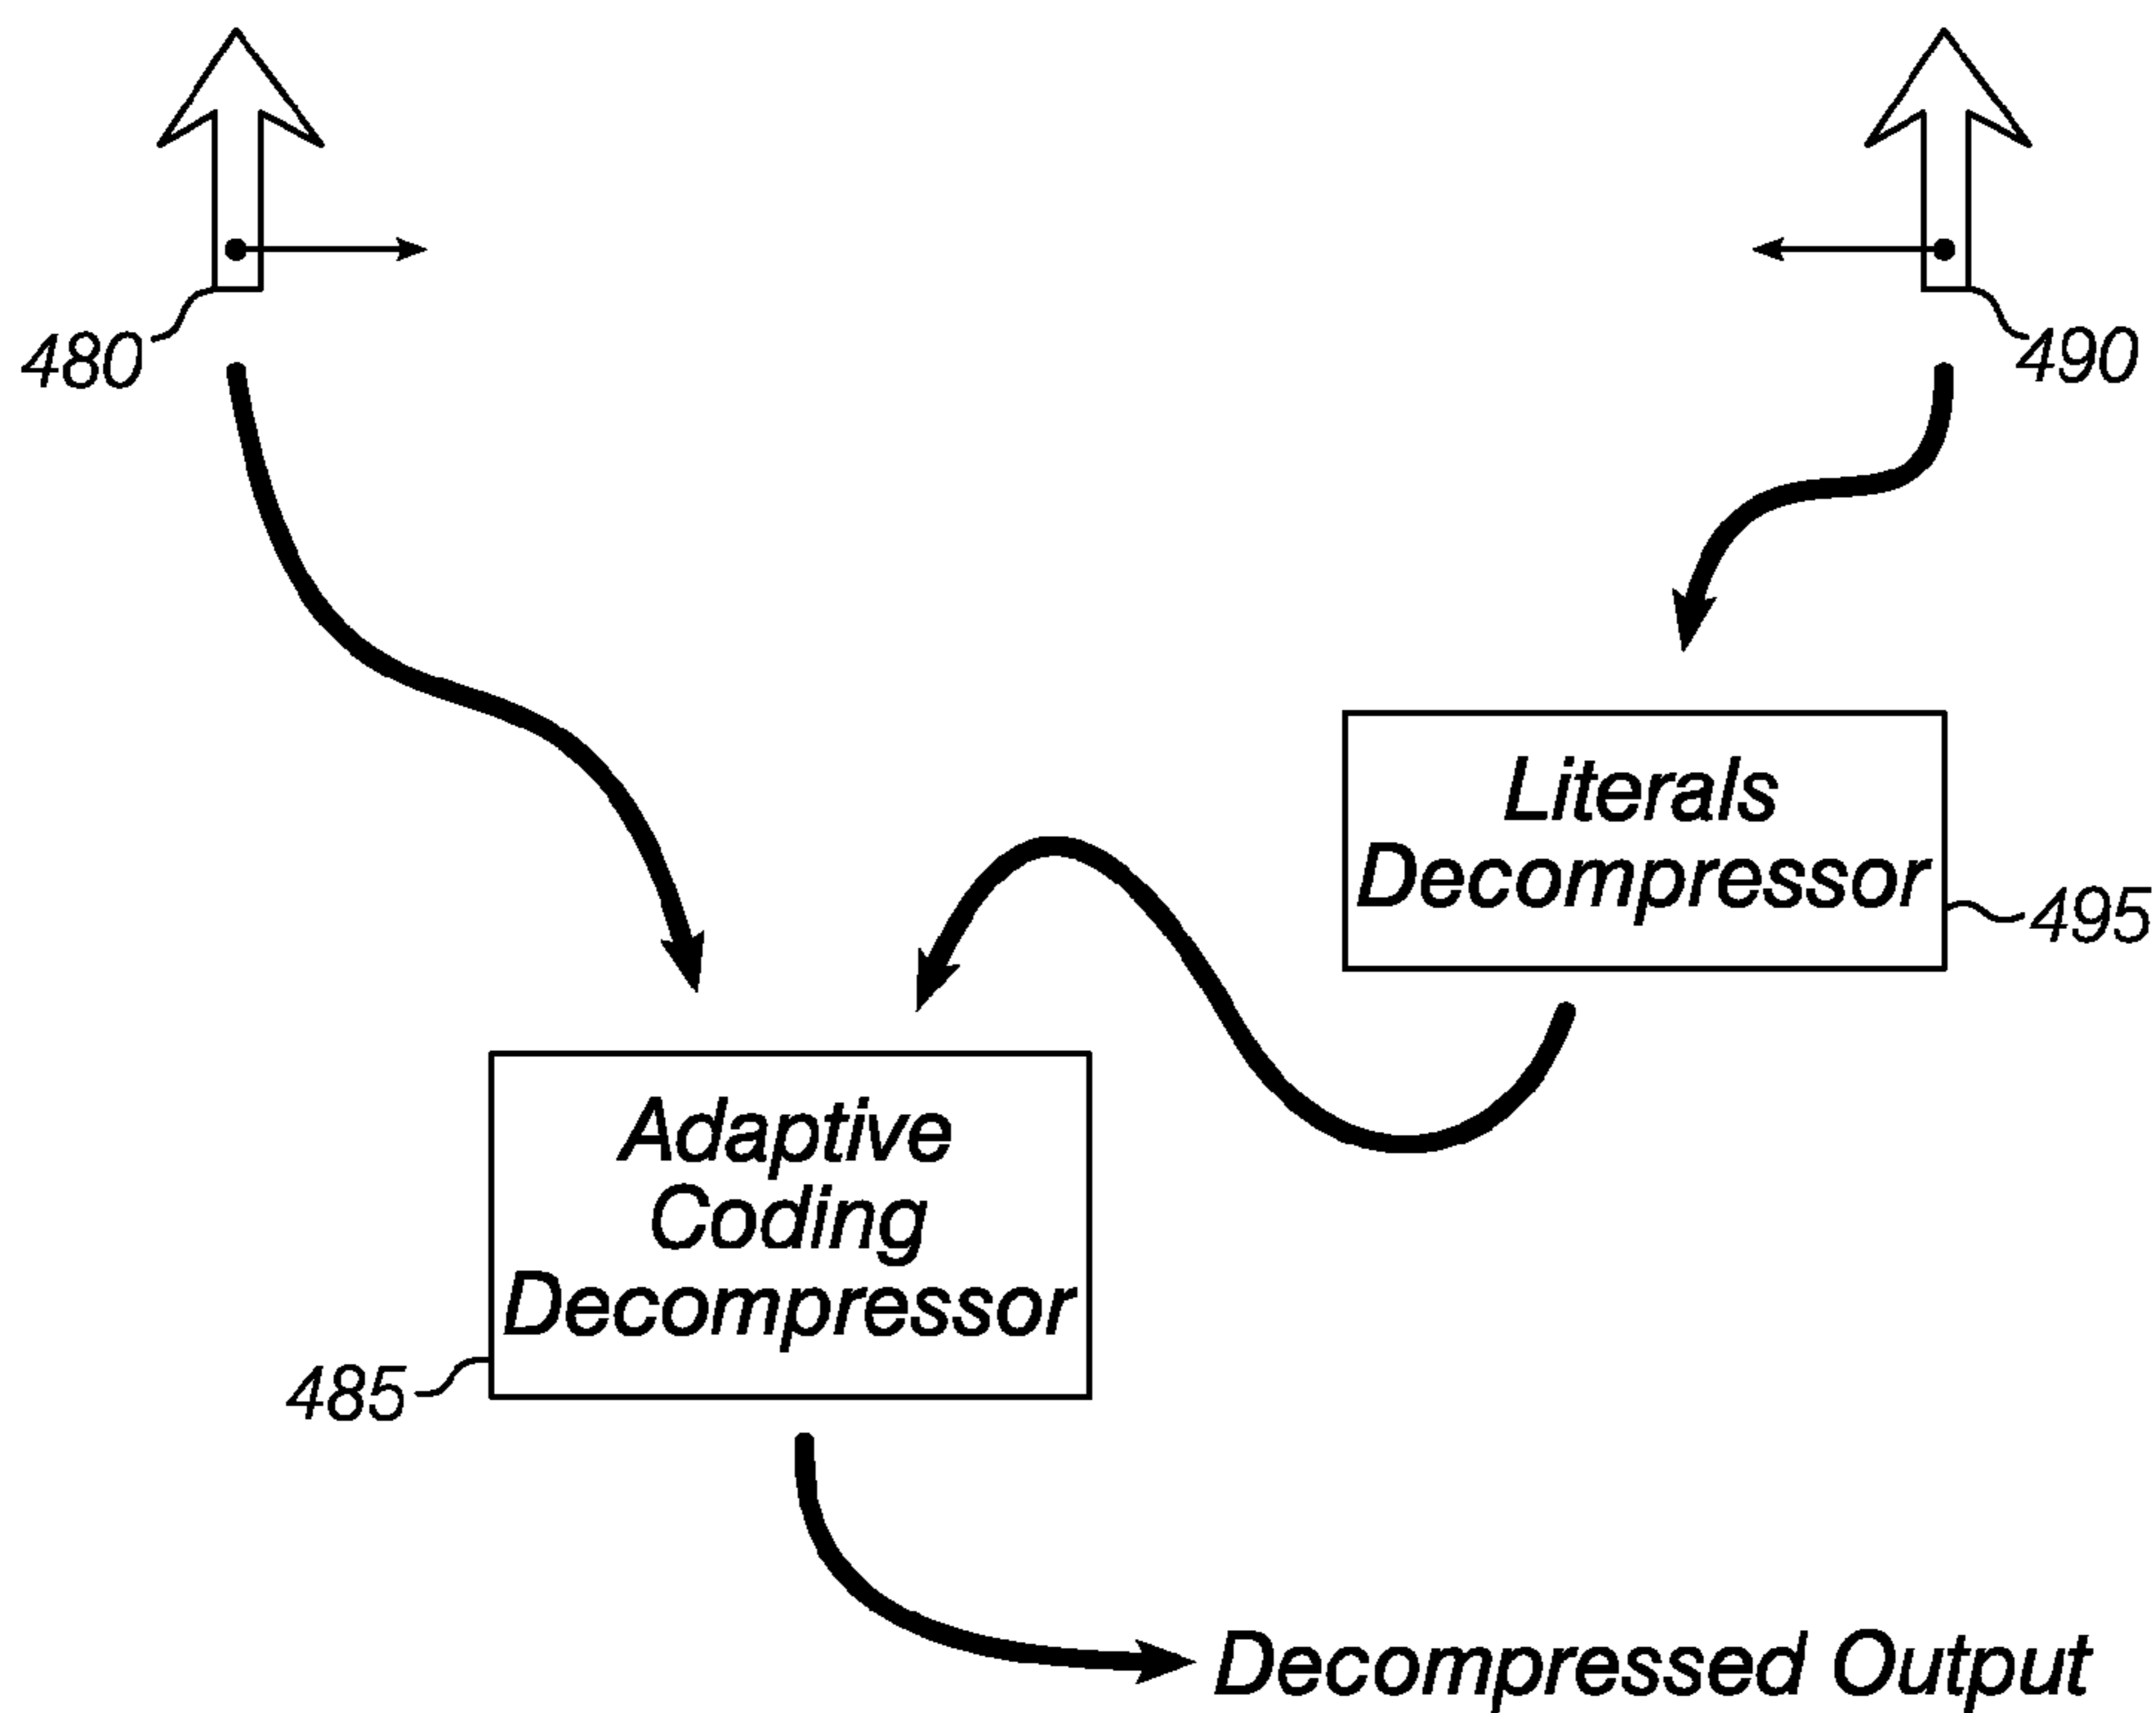 480
490
Literals
Decompressor
495
Adaptive
Coding
Decompressor
485
Decompressed Output